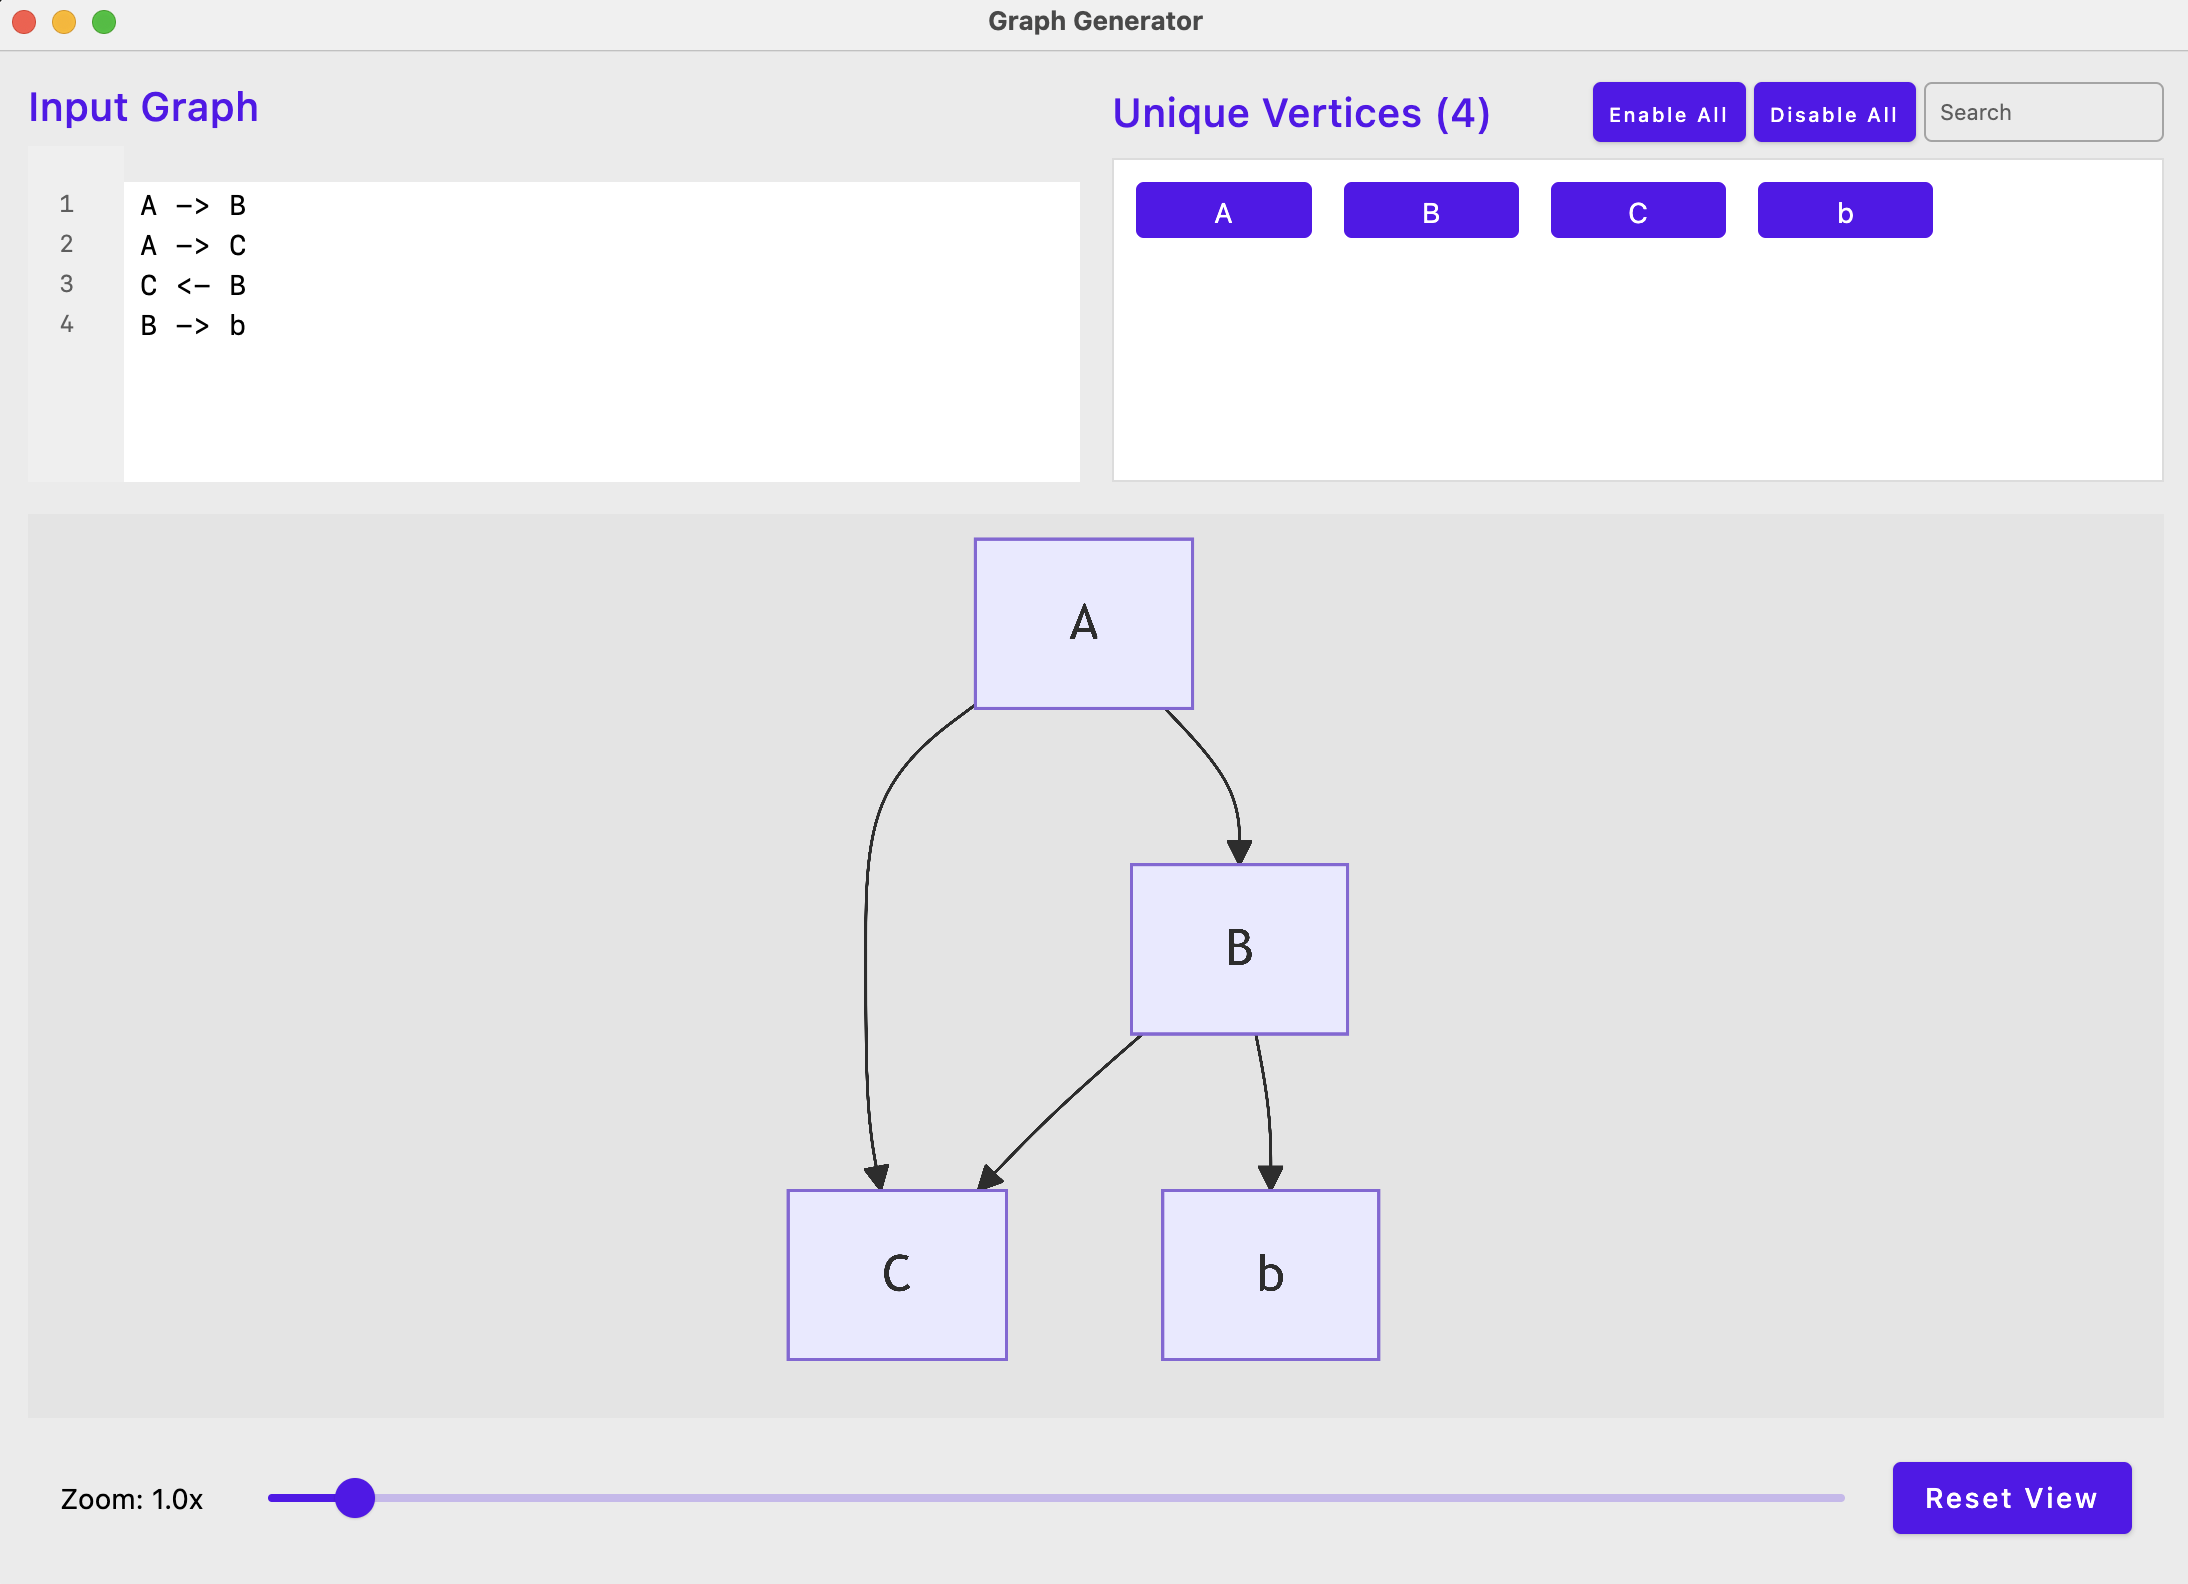 Graph Generator
Input Graph
1 A -> B
2 A -> C
3 C <- B
4 B -> b
Unique Vertices (4)
Enable All
Disable All
Search
A B C b
A
B
C b
Zoom: 1.0x
Reset View